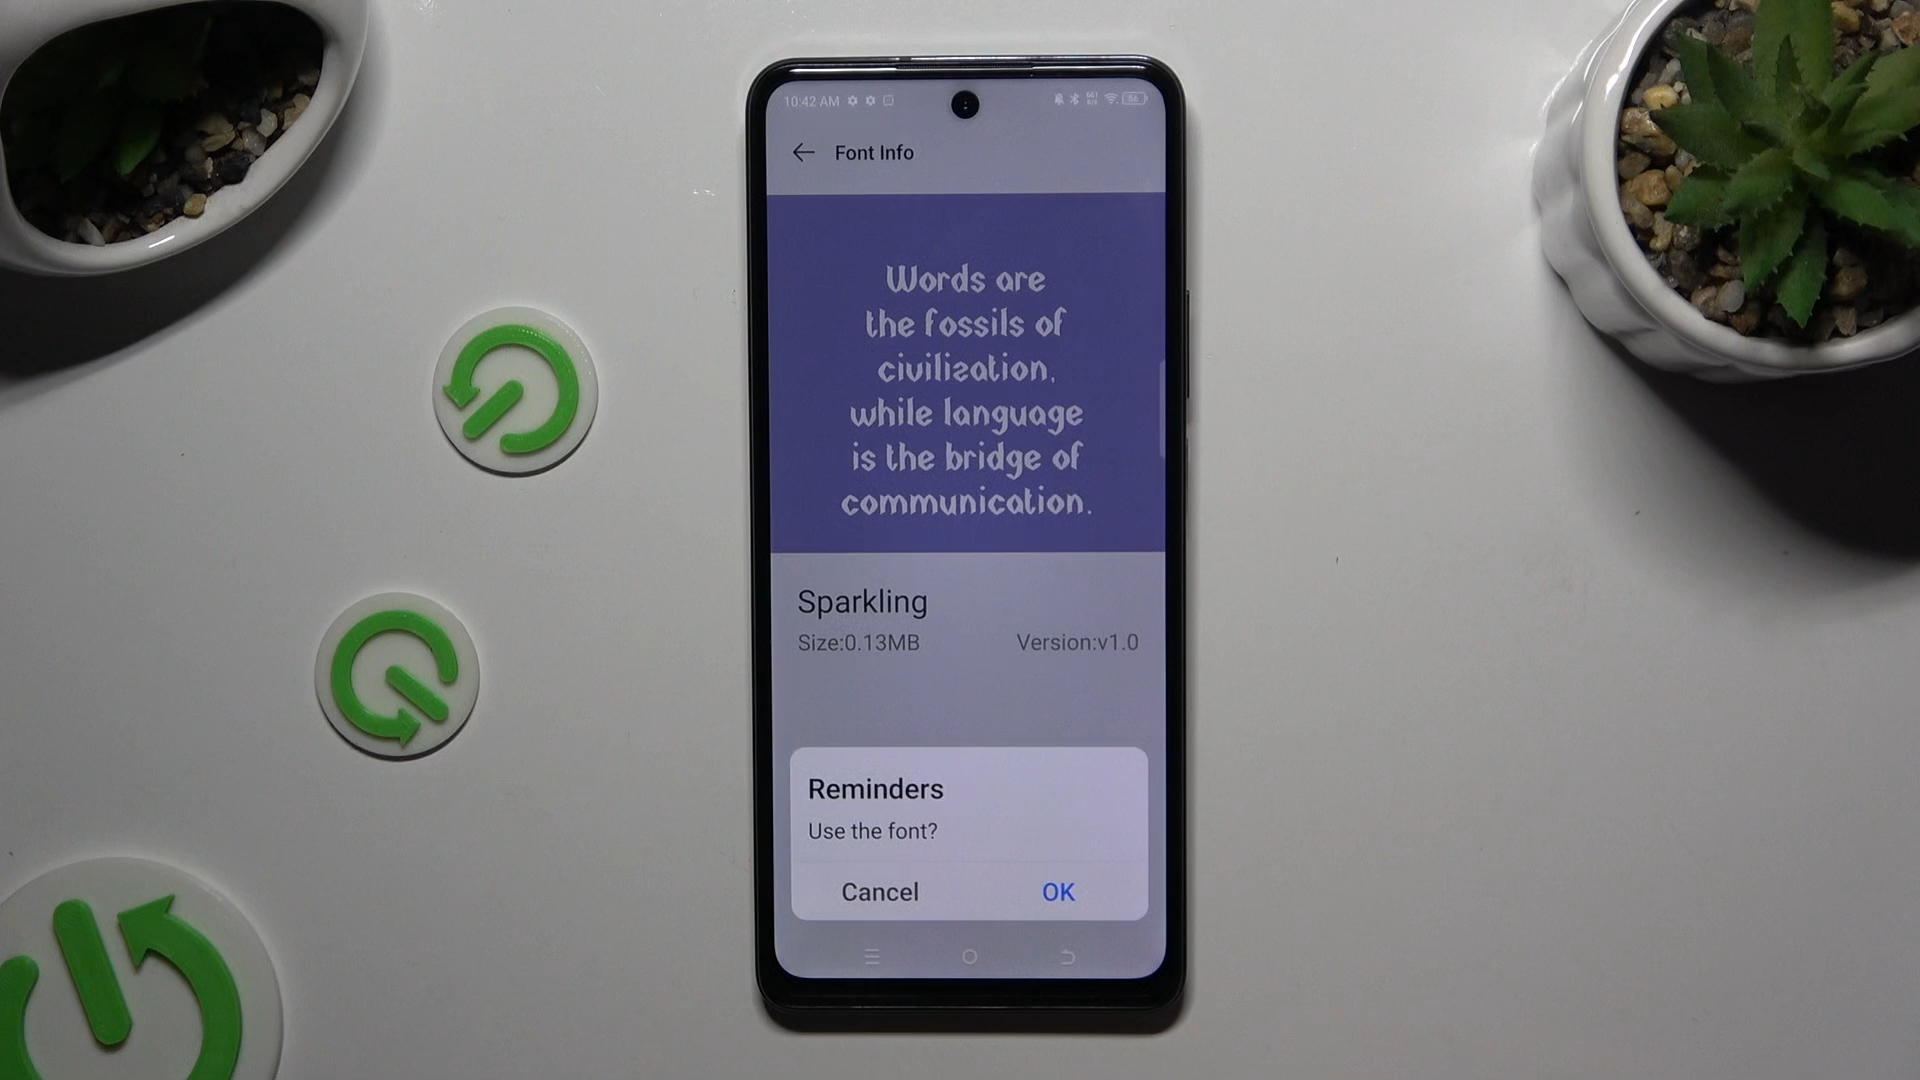 10:42 AM
86
Font Info
Words are
the fossils of
civilization,
while language
is the bridge of
communication.
Sparkling
Size:0.13MB
Version:v1.0
Reminders
Use the font?
Cancel
OK